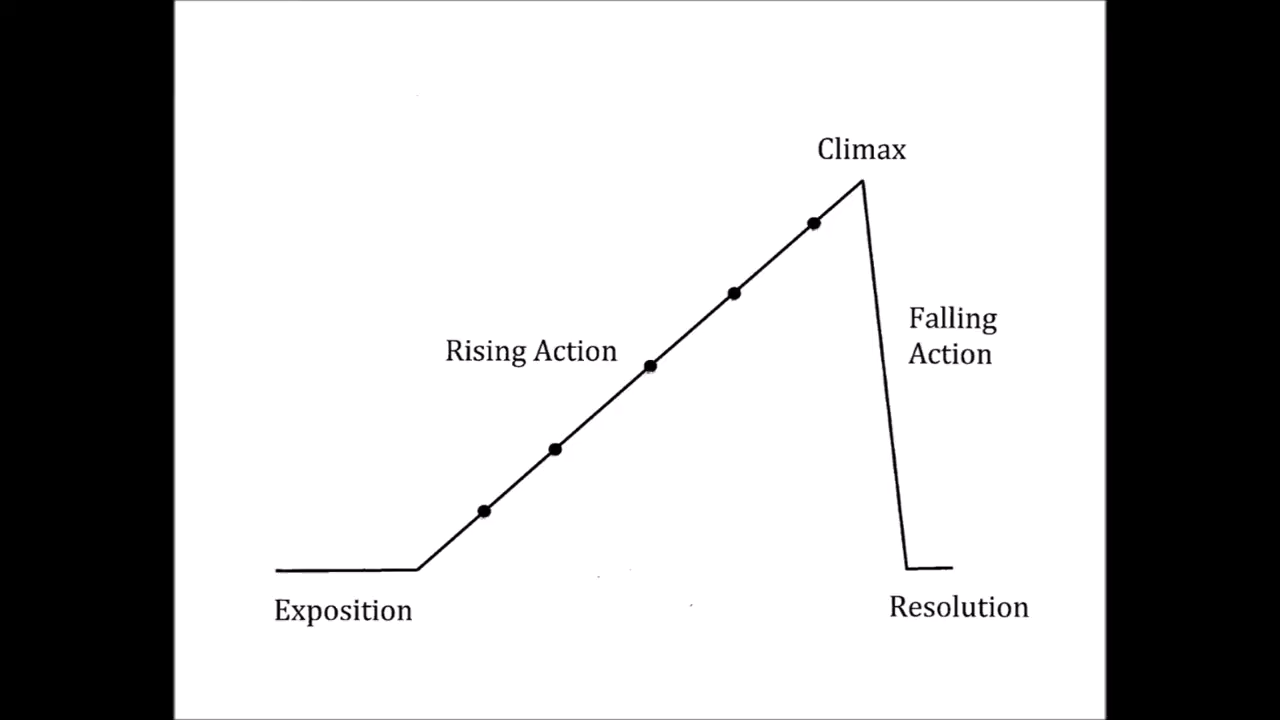 Climax
Rising Action
Falling
Action
Exposition
Resolution